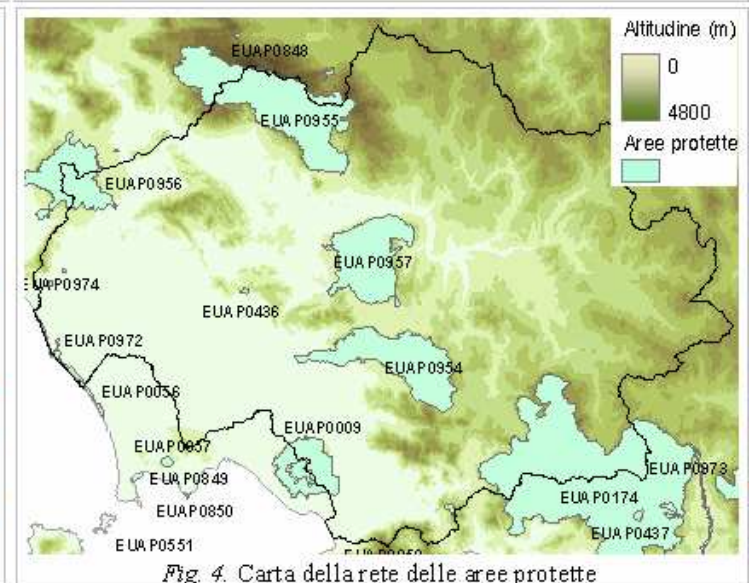 Altitudine (m)
0
4800
Aree protette
EUAP0848
EUAP0955
EUAP0956
EUAP0957
EUAP0974
EUAP0436
EUAP0972
EUAP0954
EUAP0056
EUAP0009
EUAP0057
EUAP0973
EUAP0849
EUAP0174
EUAP0850
EUAP0437
EUAP0551
Fig. 4. Carta della rete delle aree protette